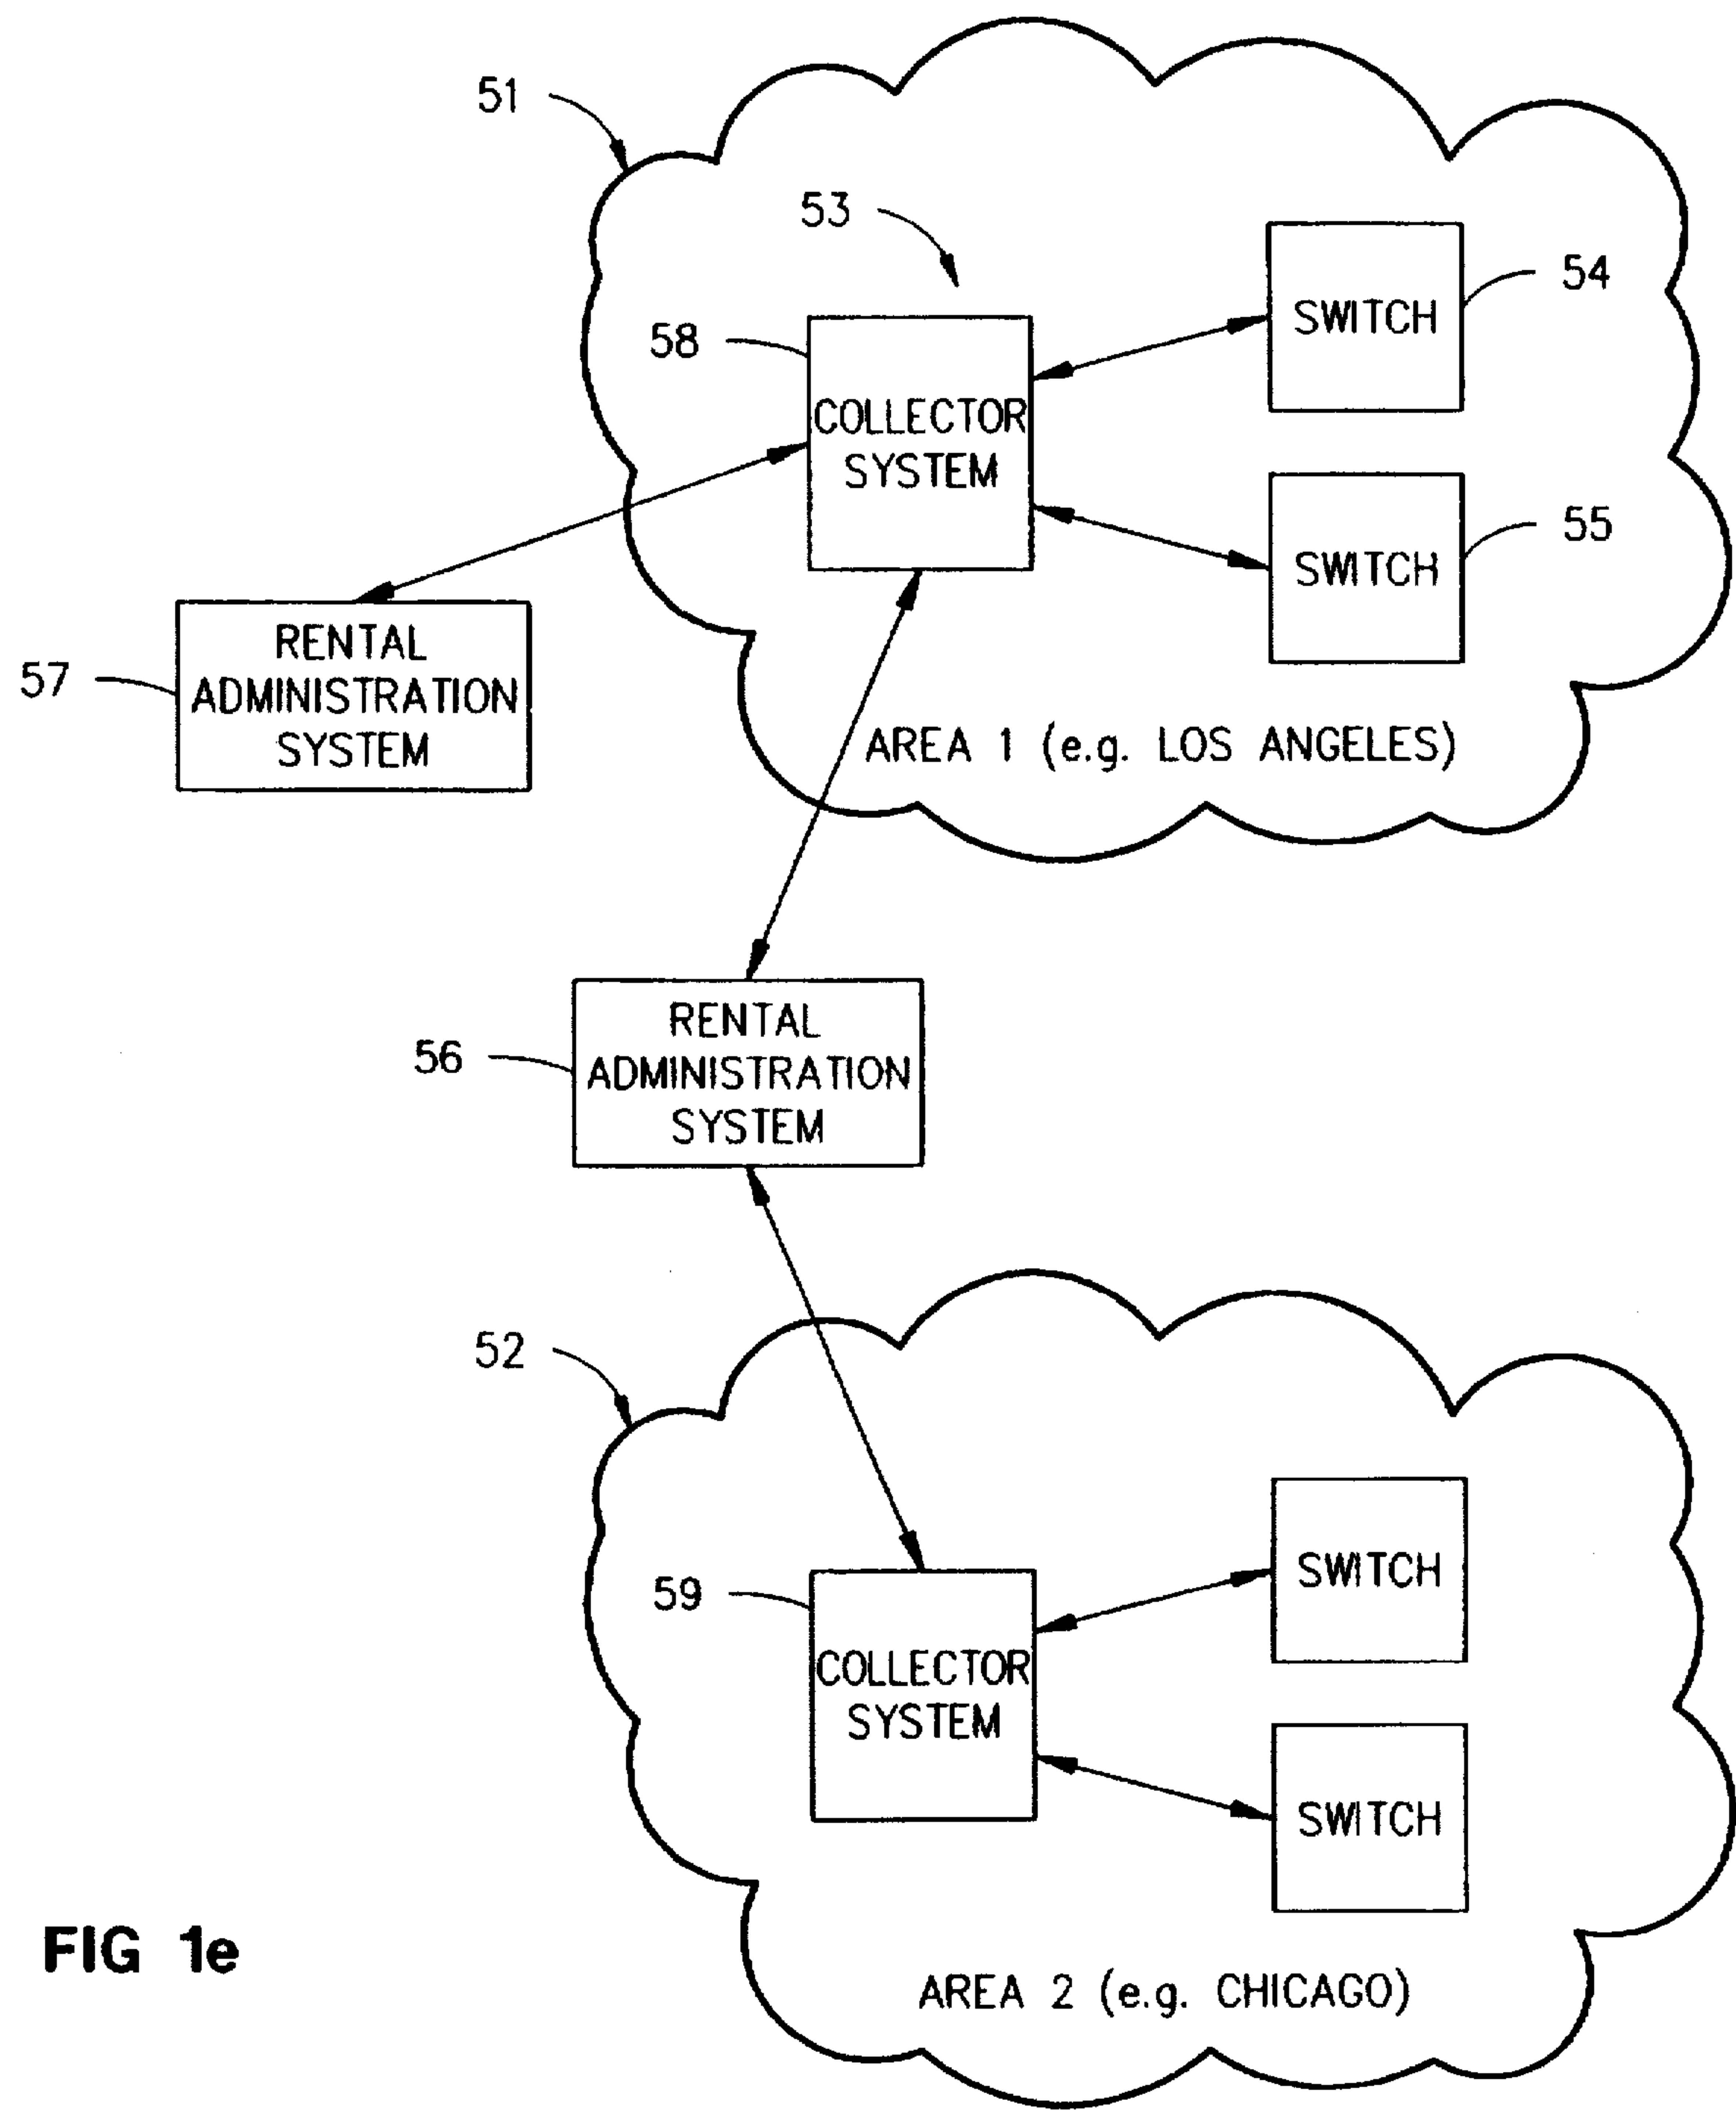 51
53
54
SWITCH
58
COLLECTOR
SYSTEM
55
SWITCH
57
RENTAL
ADMINISTRATION
SYSTEM
AREA 1 (e.g. LOS ANGELES)
56
RENTAL
ADMINISTRATION
SYSTEM
52
SWITCH
59
COLLECTOR
SYSTEM
SWITCH
FIG 1e
AREA 2 (e.g. CHICAGO)